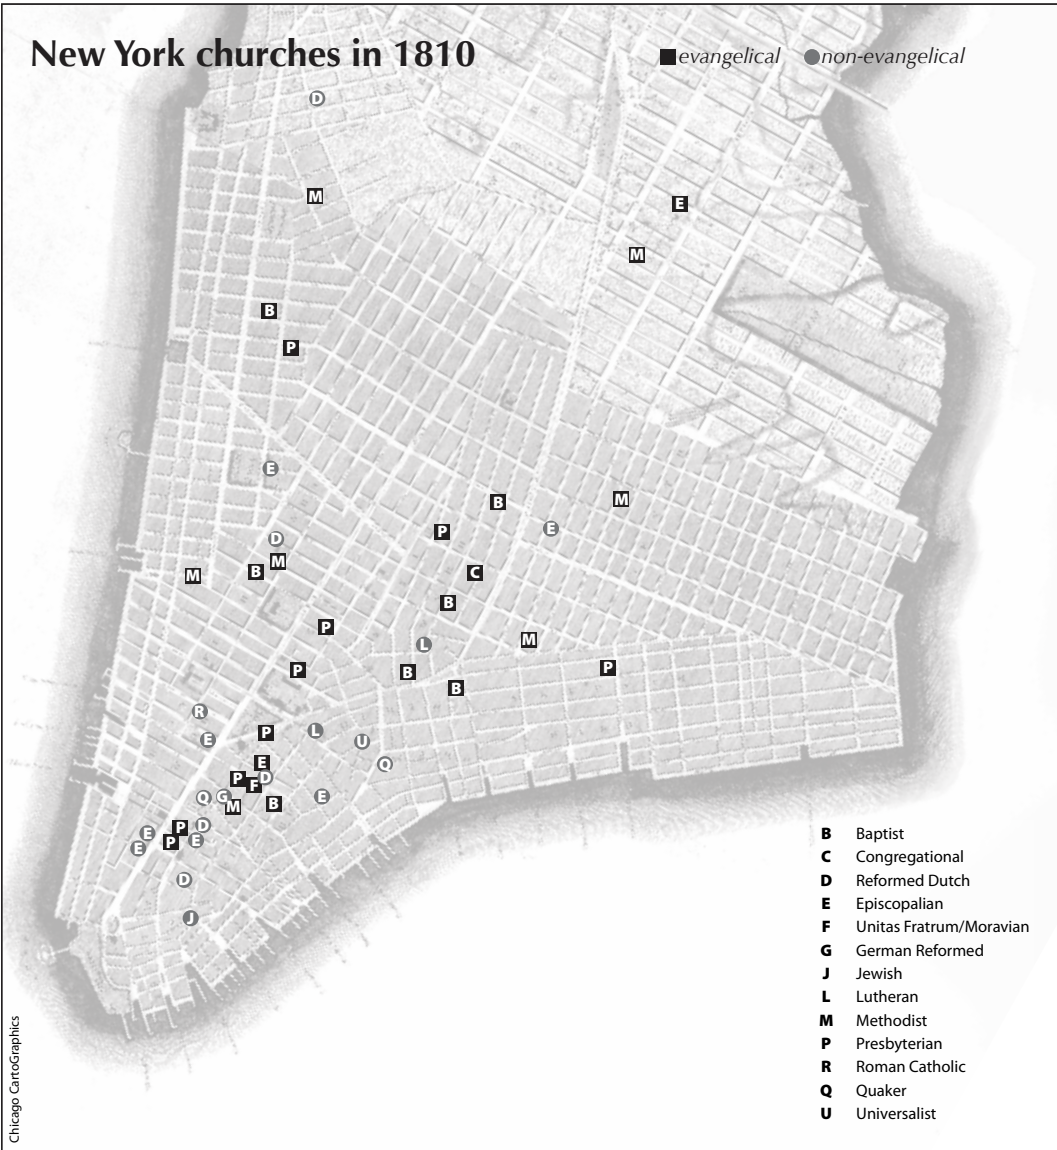 New York churches in 1810
evangelical non-evangelical
D
M
E
M
B
P
E
B
M
P
E
D
M
B
M
C
B
P
M
L
P
P
B
B
R
P
L
E
U
E
Q
P
D
F
Q
G
E
M
B
D
P
E
E
P
E
D
J
B Baptist
C Congregational
D Reformed Dutch
E Episcopalian
F Unitas Fratrum/Moravian
G German Reformed
J Jewish
L Lutheran
M Methodist
P Presbyterian
R Roman Catholic
Q Quaker
U Universalist
Chicago CartoGraphics